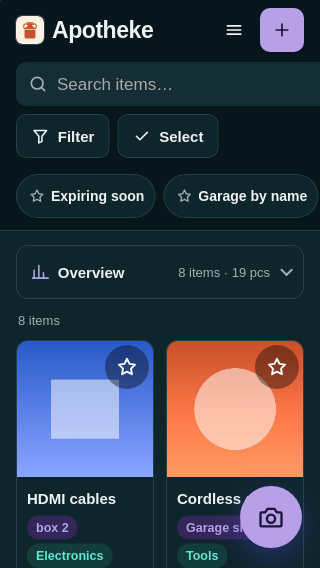 Apotheke
Search items…
Filter
Select
Expiring soon
Garage by name
Overview
8 items · 19 pcs
8 items
HDMI cables
Cordless
box 2
Garage
Electronics
Tools